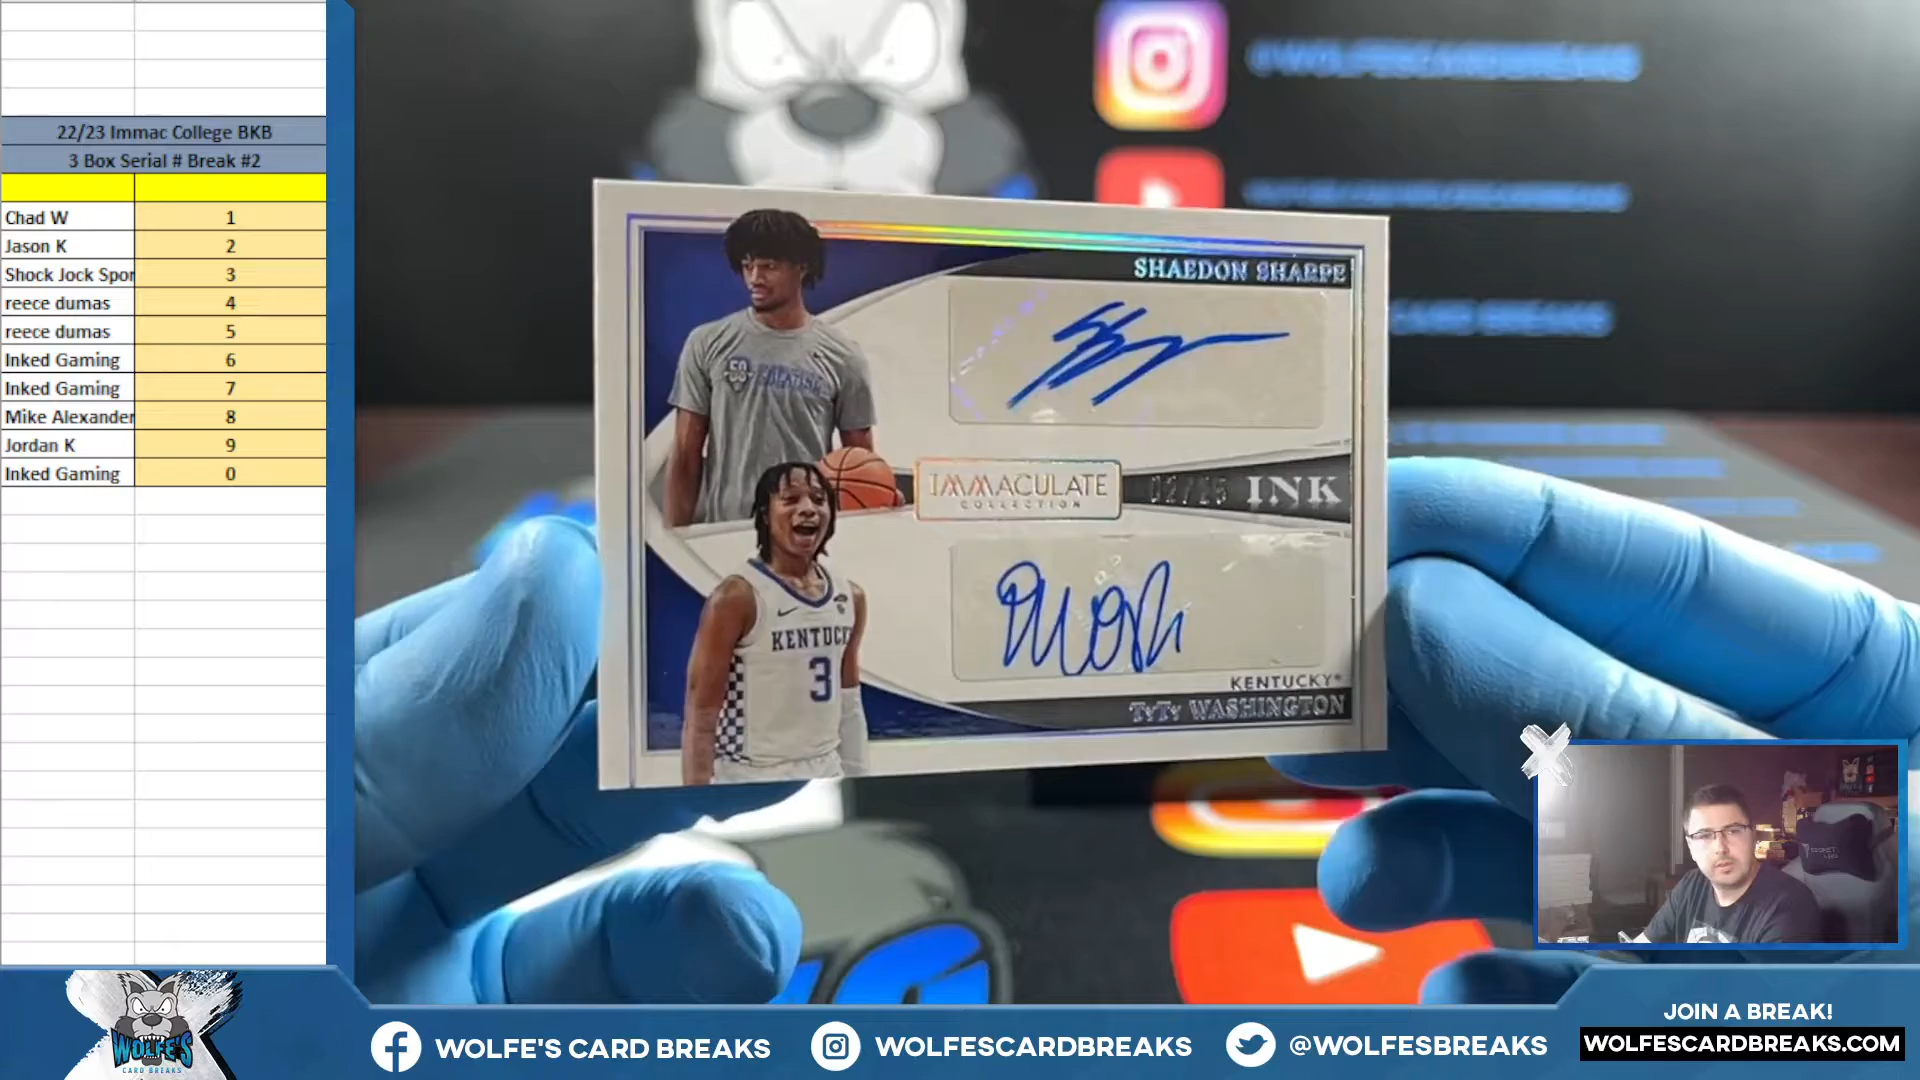 22/23 Immac College BKB
3 Box Serial # Break #2
Chad W 1
Jason K 2
Shock Jock Spor 3
reece dumas 4
reece dumas 5
Inked Gaming 6
Inked Gaming 7
Mike Alexander 8
Jordan K 9
Inked Gaming 0
@WOLFESCARDBREAKS
SHAEDON SHARPE
IMMACULATE
COLLECTION
INK
KENTUCKY
3
KENTUCKY
TyTy WASHINGTON
WOLFE'S
CARD BREAKS
WOLFE'S CARD BREAKS
WOLFESCARDBREAKS
@WOLFESBREAKS
JOIN A BREAK!
WOLFESCARDBREAKS.COM